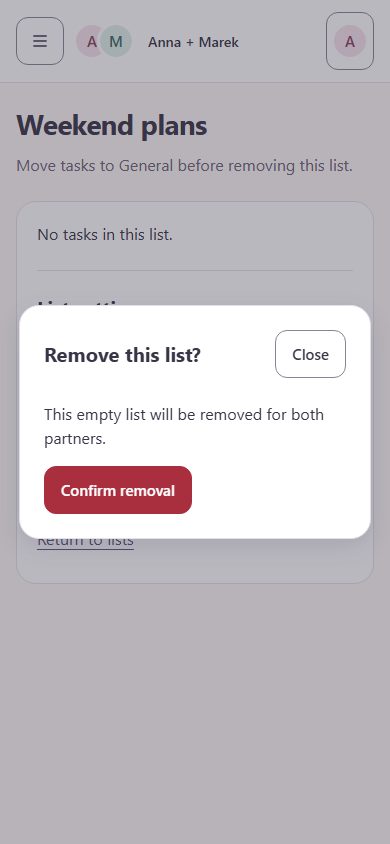 A M Anna + Marek A
Weekend plans
Move tasks to General before removing this list.
No tasks in this list.
Remove this list? Close
This empty list will be removed for both
partners.
Confirm removal
Return to lists